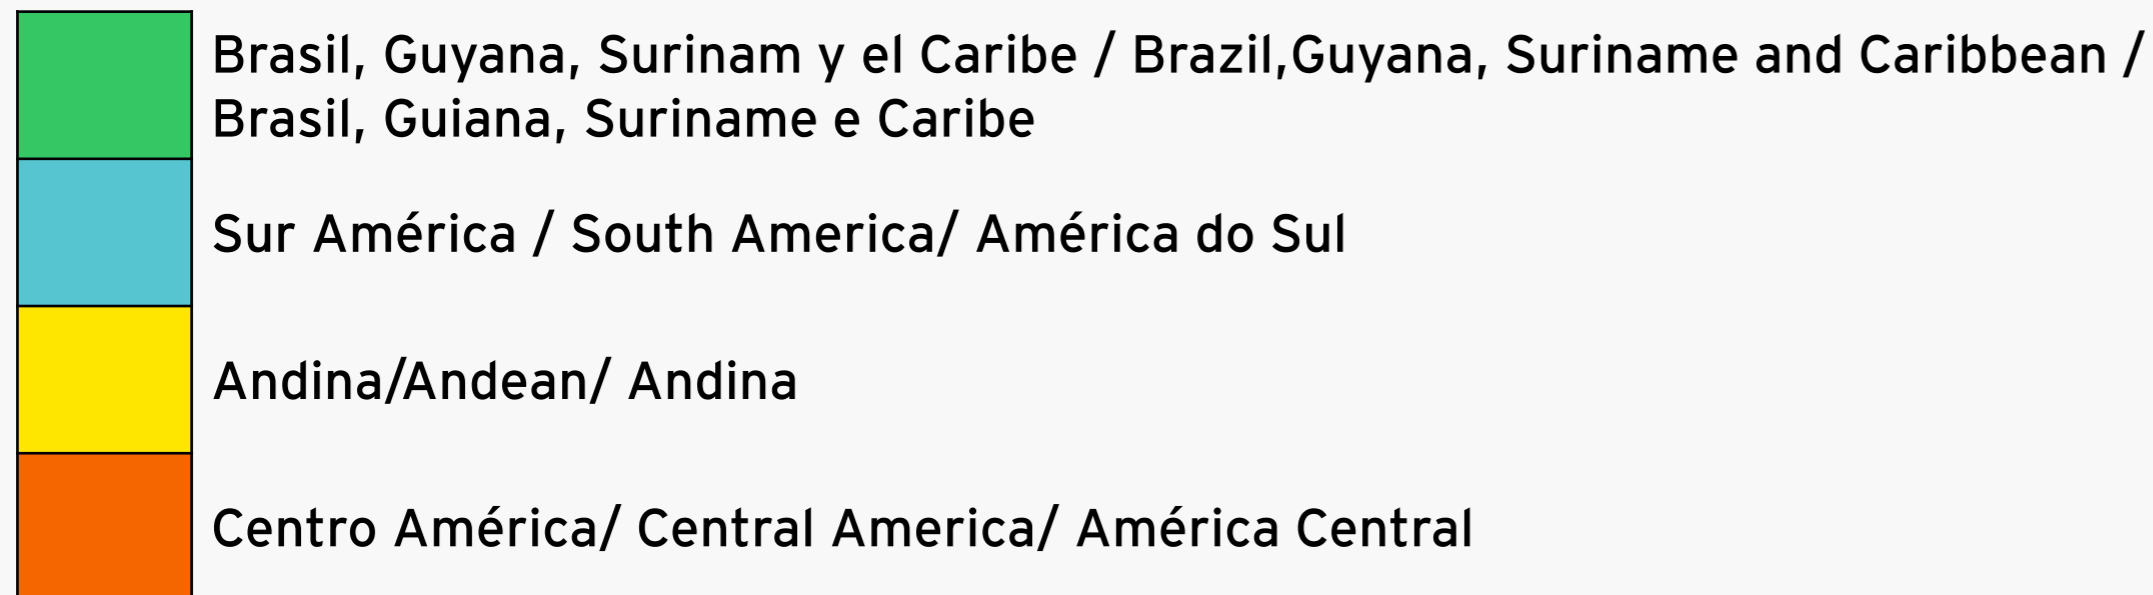 Brasil, Guyana, Surinam y el Caribe / Brazil,Guyana, Suriname and Caribbean /
Brasil, Guiana, Suriname e Caribe
Sur América / South America/ América do Sul
Andina/Andean/ Andina
Centro América/ Central America/ América Central